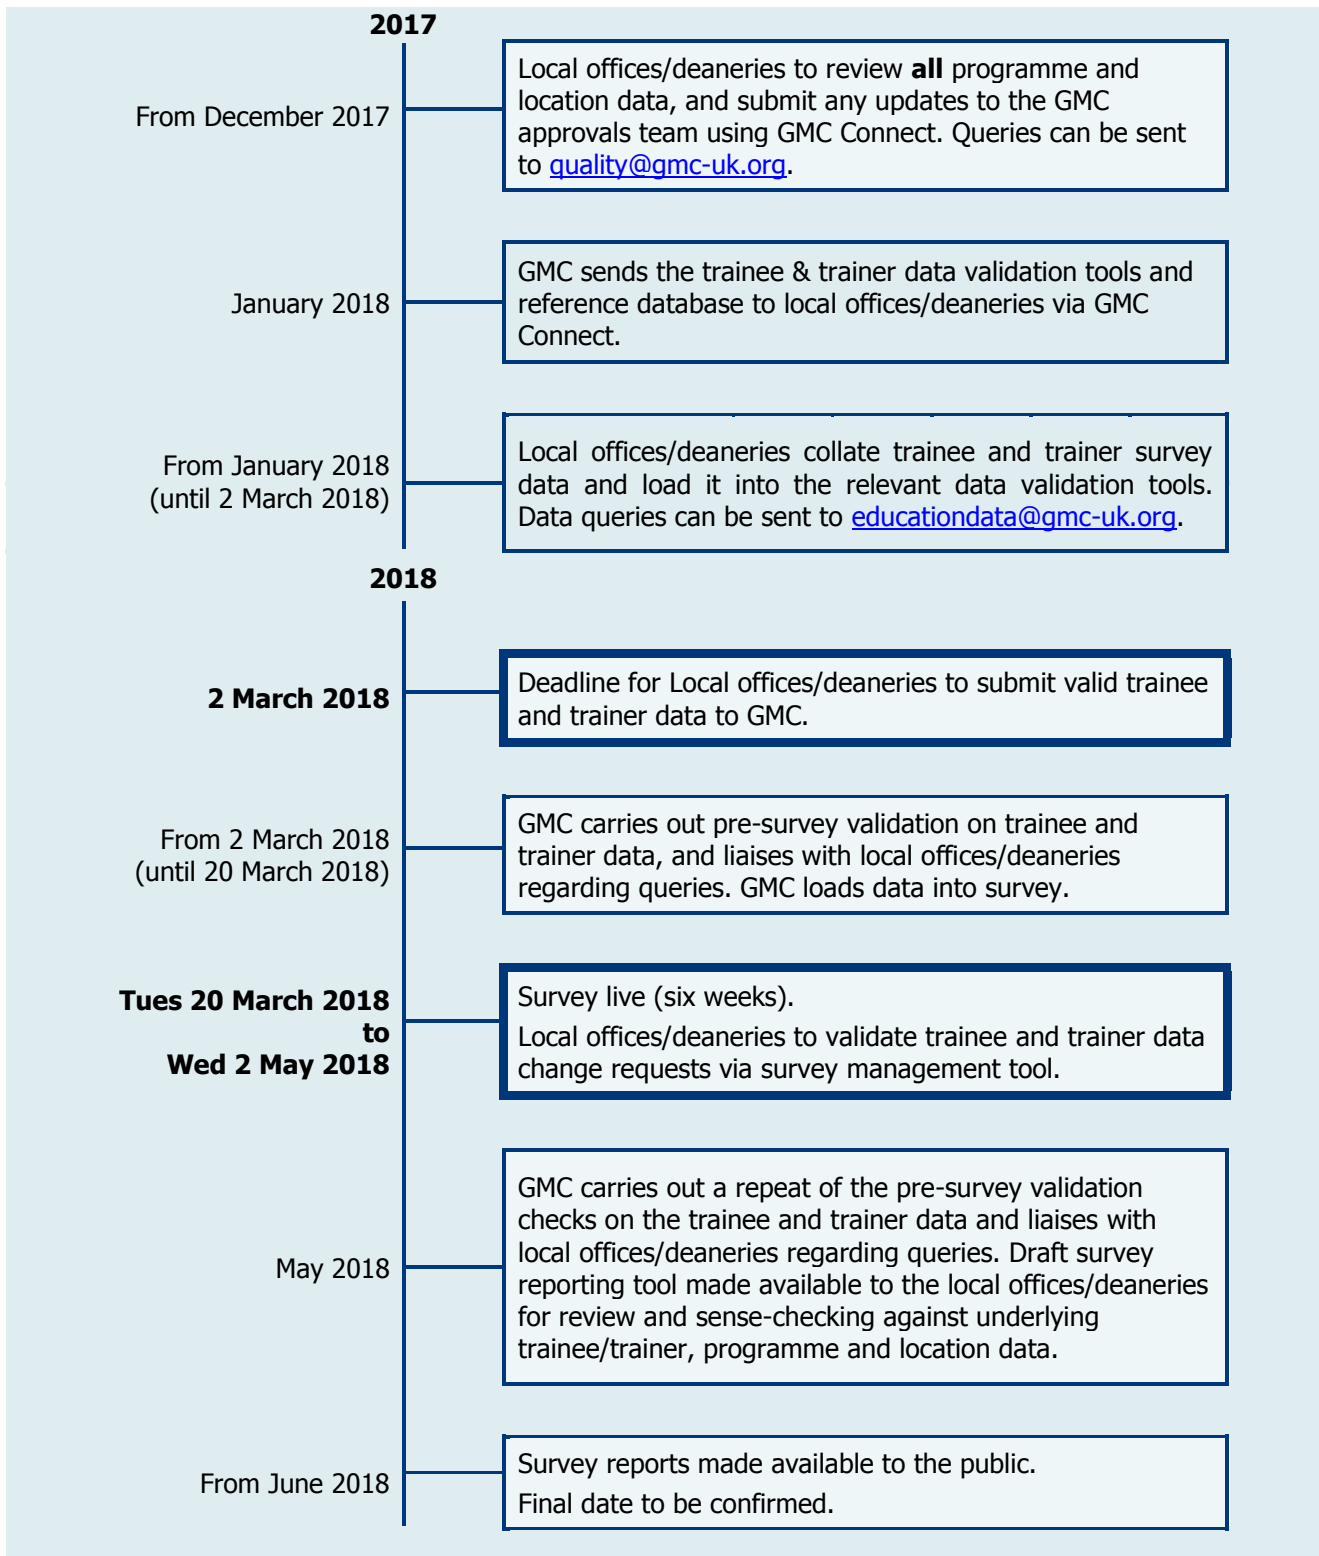 2017
From December 2017
Local offices/deaneries to review all programme and
location data, and submit any updates to the GMC
approvals team using GMC Connect. Queries can be sent
to quality@gmc-uk.org.
January 2018
GMC sends the trainee & trainer data validation tools and
reference database to local offices/deaneries via GMC
Connect.
From January 2018
(until 2 March 2018)
Local offices/deaneries collate trainee and trainer survey
data and load it into the relevant data validation tools.
Data queries can be sent to educationdata@gmc-uk.org.
2018
2 March 2018
Deadline for Local offices/deaneries to submit valid trainee
and trainer data to GMC.
From 2 March 2018
(until 20 March 2018)
GMC carries out pre-survey validation on trainee and
trainer data, and liaises with local offices/deaneries
regarding queries. GMC loads data into survey.
Tues 20 March 2018
to
Wed 2 May 2018
Survey live (six weeks).
Local offices/deaneries to validate trainee and trainer data
change requests via survey management tool.
May 2018
GMC carries out a repeat of the pre-survey validation
checks on the trainee and trainer data and liaises with
local offices/deaneries regarding queries. Draft survey
reporting tool made available to the local offices/deaneries
for review and sense-checking against underlying
trainee/trainer, programme and location data.
From June 2018
Survey reports made available to the public.
Final date to be confirmed.